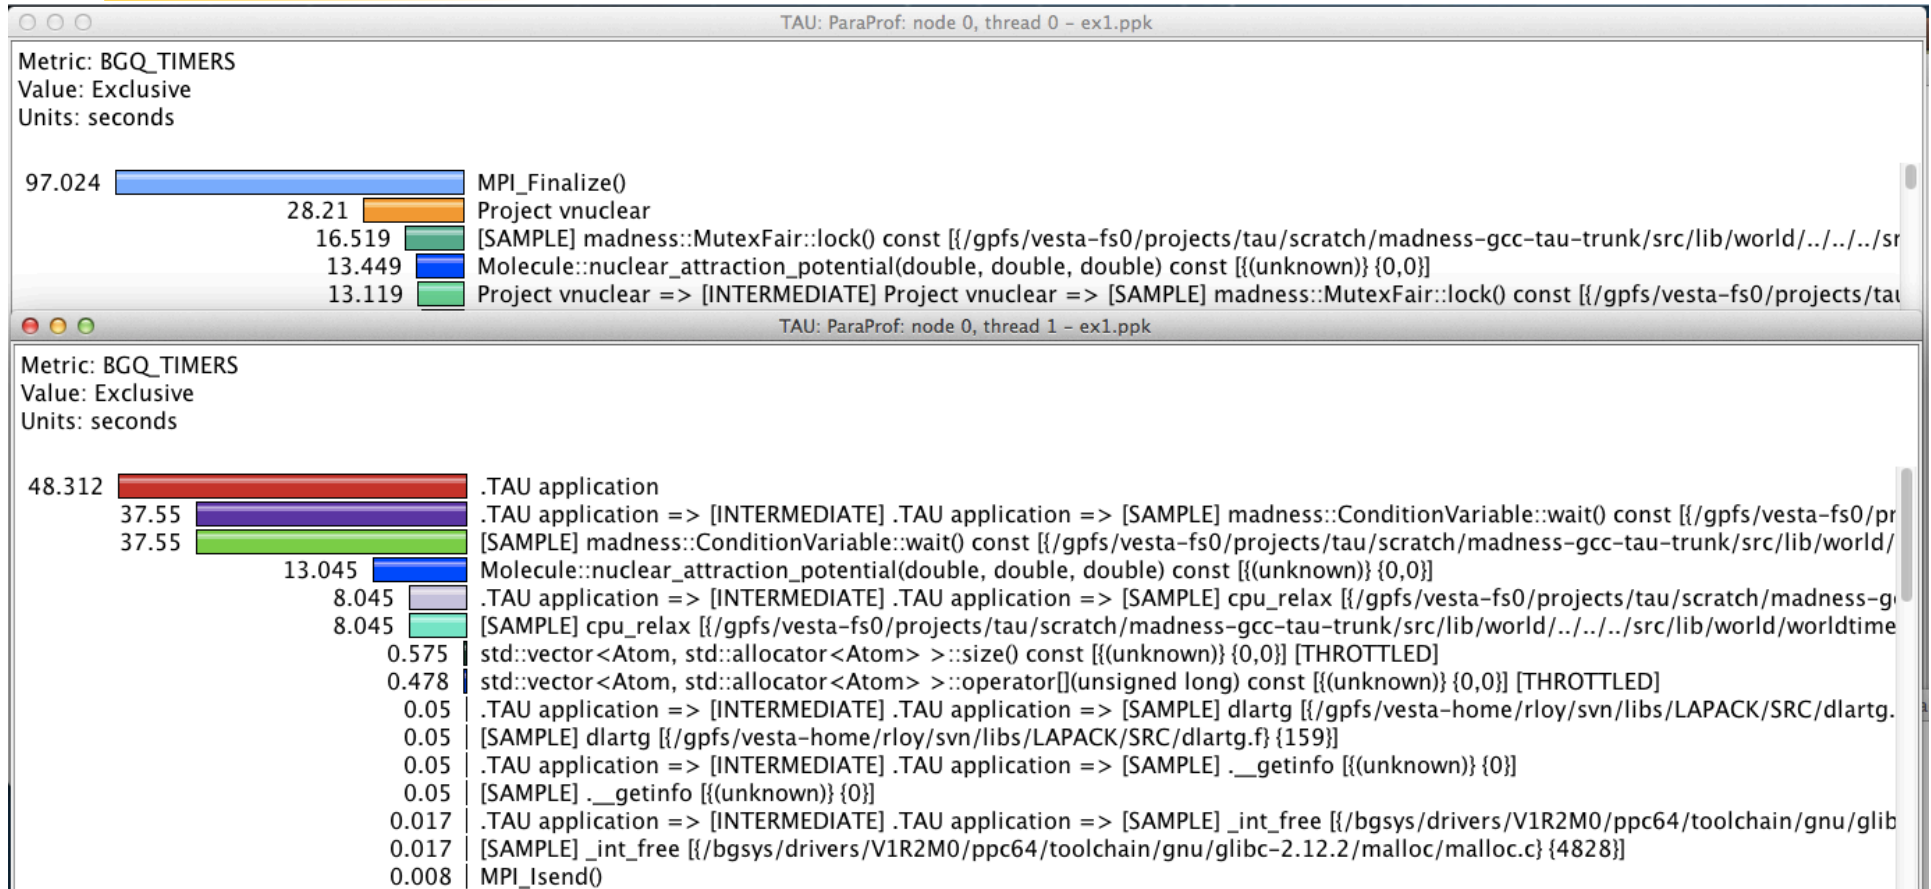 TAU: ParaProf: node 0, thread 0 – ex1.ppk
Metric: BGQ_TIMERS
Value: Exclusive
Units: seconds
97.024 MPI_Finalize()
28.21 Project vnuclear
16.519 [SAMPLE] madness::MutexFair::lock() const [{/gpfs/vesta-fs0/projects/tau/scratch/madness-gcc-tau-trunk/src/lib/world/../../../sr
13.449 Molecule::nuclear_attraction_potential(double, double, double) const [{(unknown)} {0,0}]
13.119 Project vnuclear => [INTERMEDIATE] Project vnuclear => [SAMPLE] madness::MutexFair::lock() const [{/gpfs/vesta-fs0/projects/tau
TAU: ParaProf: node 0, thread 1 – ex1.ppk
Metric: BGQ_TIMERS
Value: Exclusive
Units: seconds
48.312 .TAU application
37.55 .TAU application => [INTERMEDIATE] .TAU application => [SAMPLE] madness::ConditionVariable::wait() const [{/gpfs/vesta-fs0/pr
37.55 [SAMPLE] madness::ConditionVariable::wait() const [{/gpfs/vesta-fs0/projects/tau/scratch/madness-gcc-tau-trunk/src/lib/world/
13.045 Molecule::nuclear_attraction_potential(double, double, double) const [{(unknown)} {0,0}]
8.045 .TAU application => [INTERMEDIATE] .TAU application => [SAMPLE] cpu_relax [{/gpfs/vesta-fs0/projects/tau/scratch/madness-g
8.045 [SAMPLE] cpu_relax [{/gpfs/vesta-fs0/projects/tau/scratch/madness-gcc-tau-trunk/src/lib/world/../../../src/lib/world/worldtime
0.575 std::vector<Atom, std::allocator<Atom> >::size() const [{(unknown)} {0,0}] [THROTTLED]
0.478 std::vector<Atom, std::allocator<Atom> >::operator[](unsigned long) const [{(unknown)} {0,0}] [THROTTLED]
0.05 .TAU application => [INTERMEDIATE] .TAU application => [SAMPLE] dlartg [{/gpfs/vesta-home/rloy/svn/libs/LAPACK/SRC/dlartg.
0.05 [SAMPLE] dlartg [{/gpfs/vesta-home/rloy/svn/libs/LAPACK/SRC/dlartg.f} {159}]
0.05 .TAU application => [INTERMEDIATE] .TAU application => [SAMPLE] .__getinfo [{(unknown)} {0}]
0.05 [SAMPLE] .__getinfo [{(unknown)} {0}]
0.017 .TAU application => [INTERMEDIATE] .TAU application => [SAMPLE] _int_free [{/bgsys/drivers/V1R2M0/ppc64/toolchain/gnu/glib
0.017 [SAMPLE] _int_free [{/bgsys/drivers/V1R2M0/ppc64/toolchain/gnu/glibc-2.12.2/malloc/malloc.c} {4828}]
0.008 MPI_Isend()